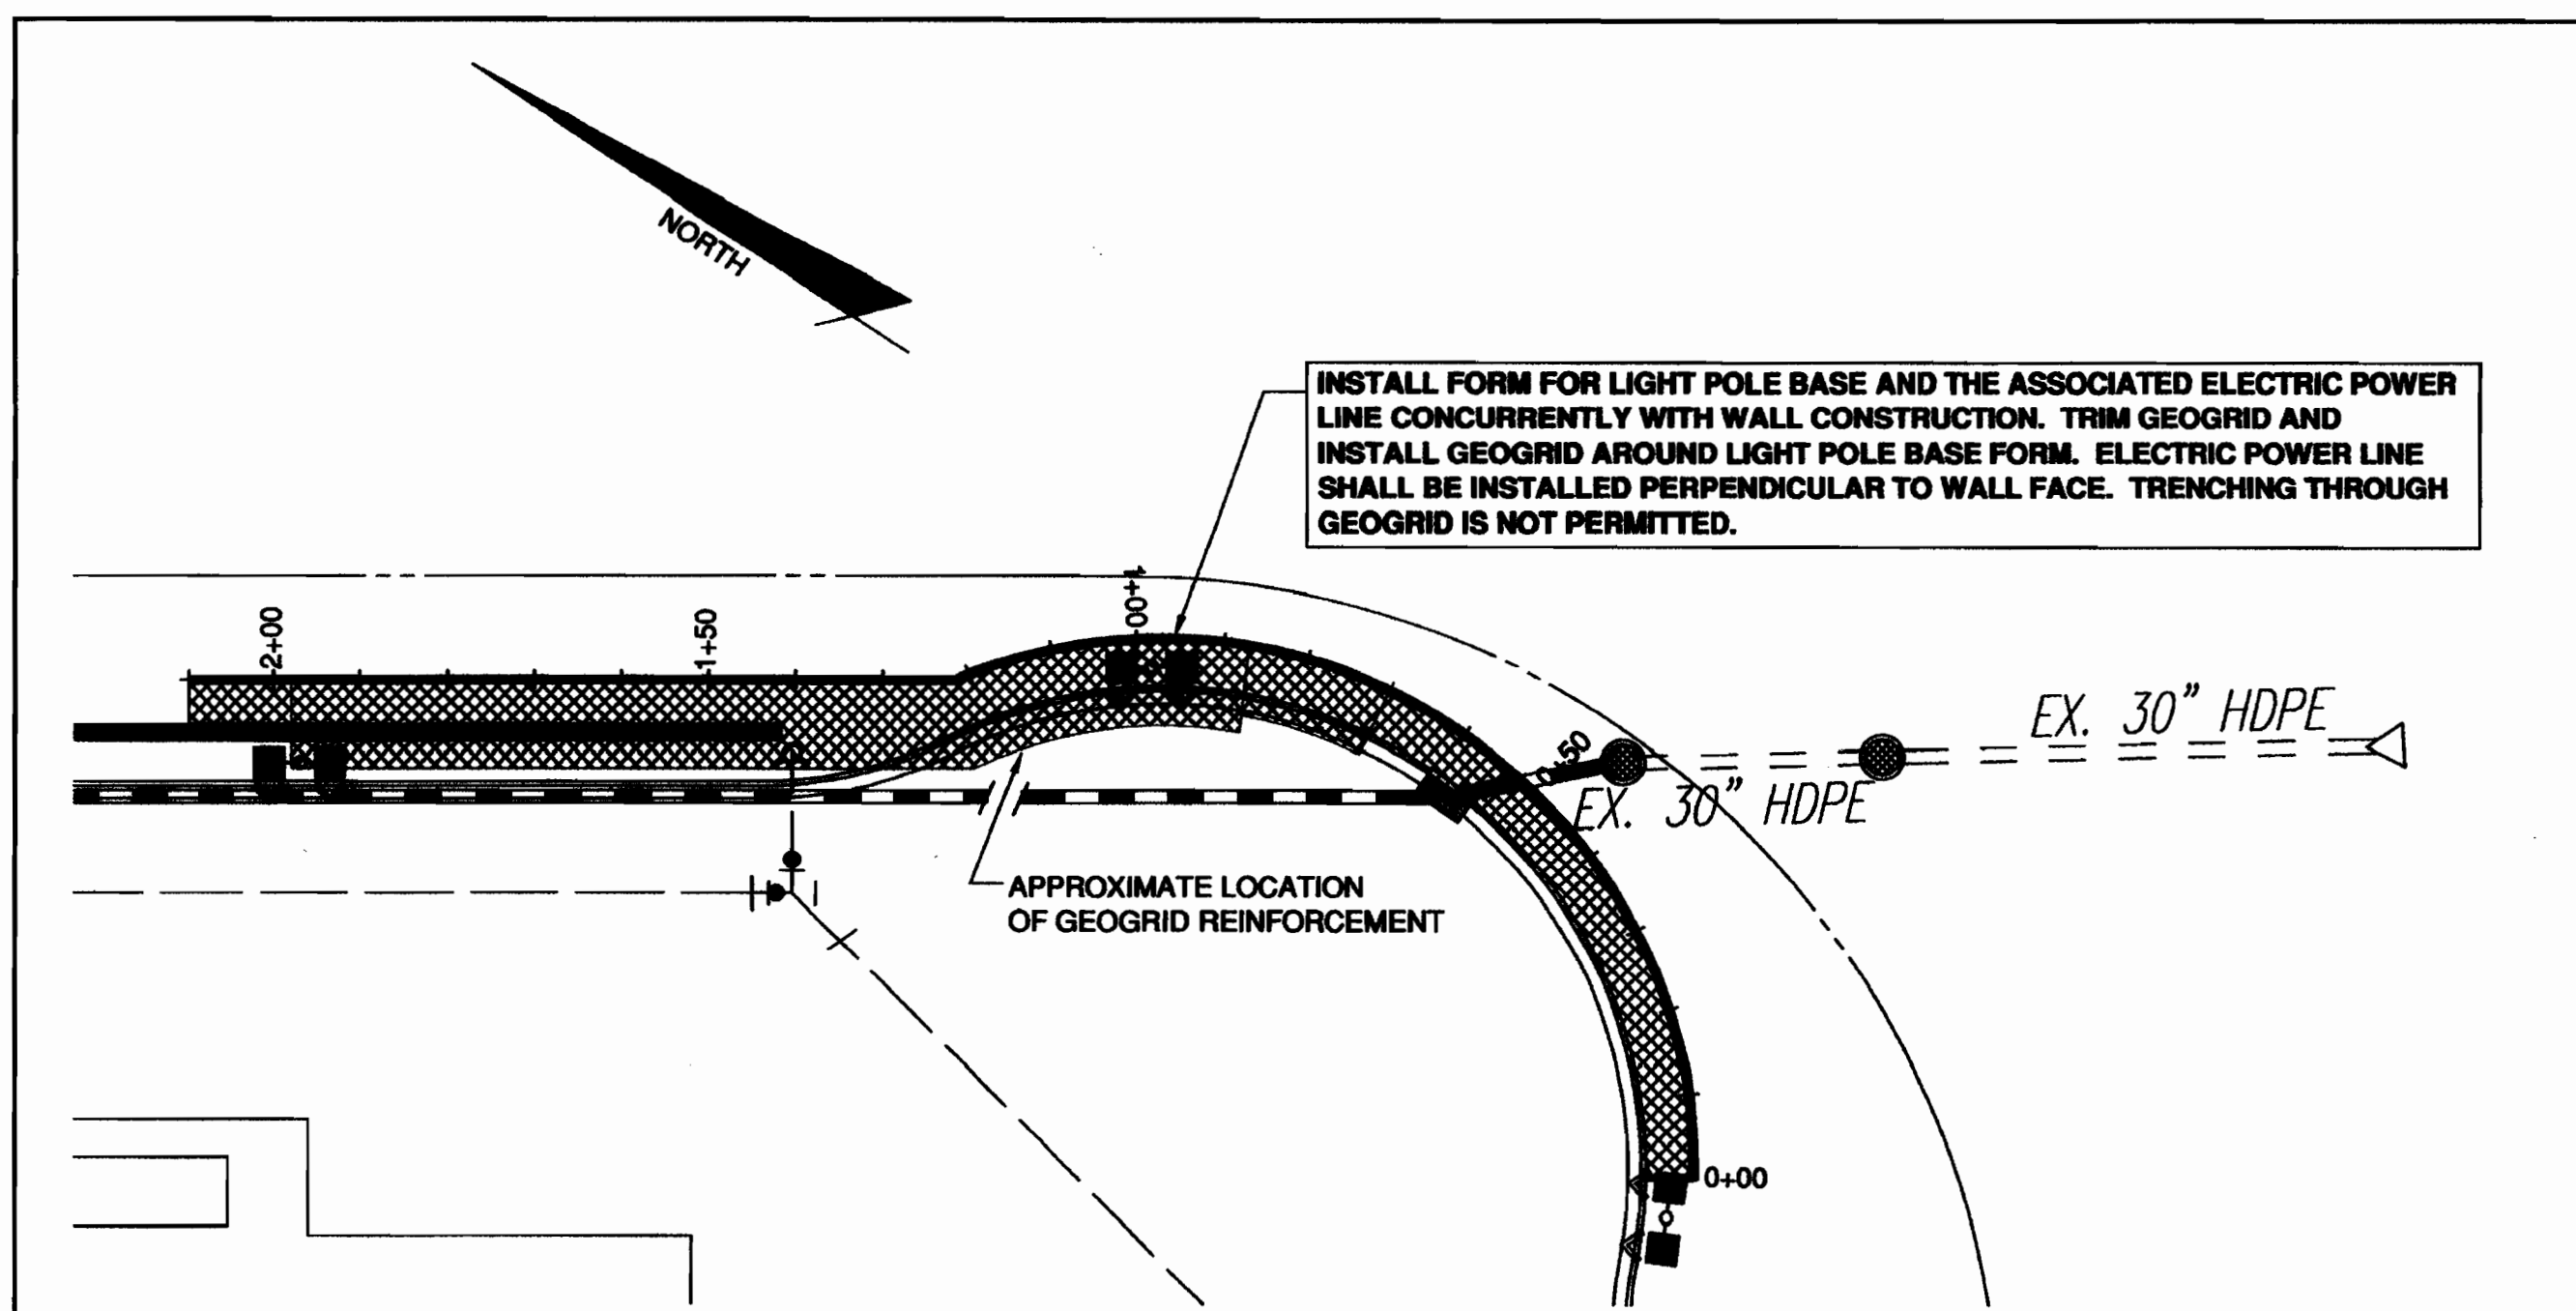 NORTH
INSTALL FORM FOR LIGHT POLE BASE AND THE ASSOCIATED ELECTRIC POWER
LINE CONCURRENTLY WITH WALL CONSTRUCTION. TRIM GEOGRID AND
INSTALL GEOGRID AROUND LIGHT POLE BASE FORM. ELECTRIC POWER LINE
SHALL BE INSTALLED PERPENDICULAR TO WALL FACE. TRENCHING THROUGH
GEOGRID IS NOT PERMITTED.
2+00
1+50
1+00
0+50
EX. 30" HDPE
EX. 30" HDPE
APPROXIMATE LOCATION
OF GEOGRID REINFORCEMENT
0+00